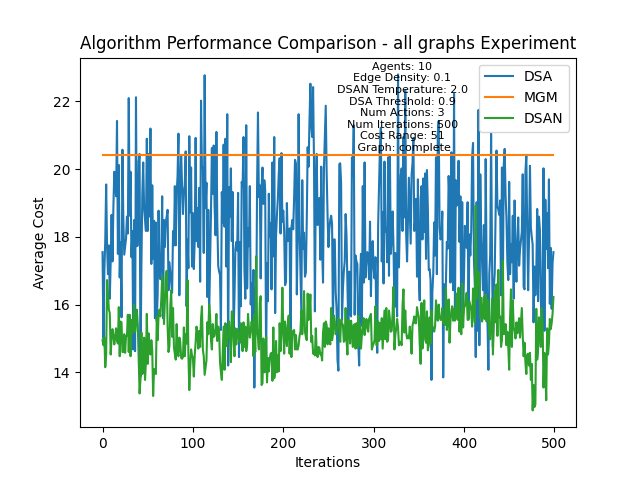 Algorithm Performance Comparison - all graphs Experiment
Agents: 10
Edge Density: 0.1
DSAN Temperature: 2.0
DSA Threshold: 0.9
Num Actions: 3
Num Iterations: 500
Cost Range: 51
Graph: complete
DSA
MGM
DSAN
Average Cost
22
20
18
16
14
0
100
200
300
400
500
Iterations